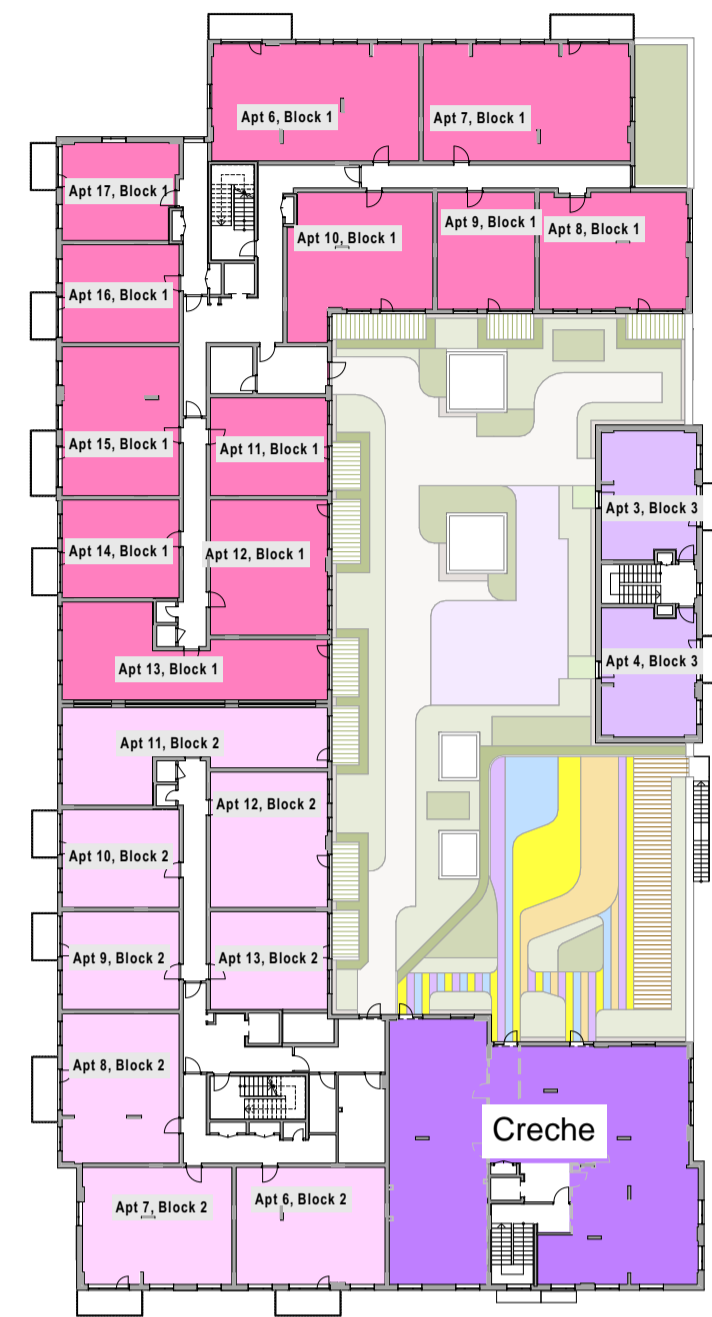 Apt 6, Block 1
Apt 7, Block 1
Apt 17, Block 1
Apt 10, Block 1
Apt 9, Block 1
Apt 8, Block 1
Apt 16, Block 1
Apt 15, Block 1
Apt 11, Block 1
Apt 3, Block 3
Apt 14, Block 1
Apt 12, Block 1
Apt 13, Block 1
Apt 4, Block 3
Apt 11, Block 2
Apt 12, Block 2
Apt 10, Block 2
Apt 9, Block 2
Apt 13, Block 2
Apt 8, Block 2
Creche
Apt 7, Block 2
Apt 6, Block 2